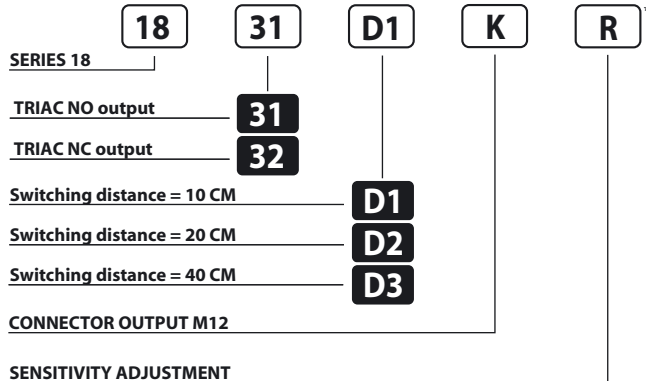 18 31 D1 K R*
SERIES 18
TRIAC NO output 31
TRIAC NC output 32
Switching distance = 10 CM D1
Switching distance = 20 CM D2
Switching distance = 40 CM D3
CONNECTOR OUTPUT M12
SENSITIVITY ADJUSTMENT